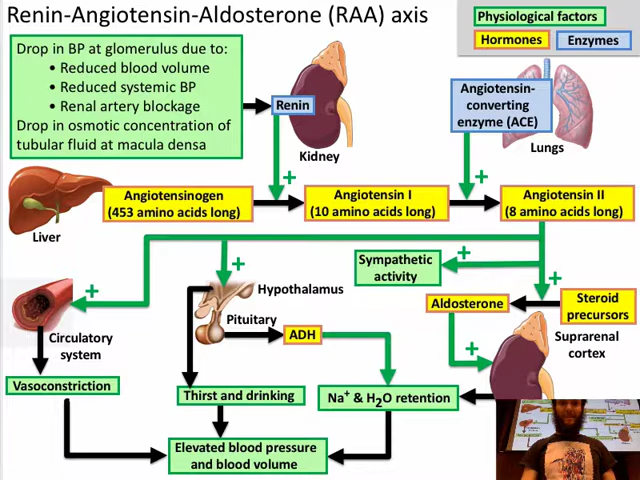 Renin-Angiotensin-Aldosterone (RAA) axis
Physiological factors
Hormones
Enzymes
Drop in BP at glomerulus due to:
• Reduced blood volume
• Reduced systemic BP
• Renal artery blockage
Drop in osmotic concentration of
tubular fluid at macula densa
Renin
Kidney
Angiotensin-
converting
enzyme (ACE)
Lungs
+
+
Angiotensinogen
(453 amino acids long)
Angiotensin I
(10 amino acids long)
Angiotensin II
(8 amino acids long)
Liver
+
+
Sympathetic
activity
+
+
Hypothalamus
Aldosterone
Steroid
precursors
Pituitary
ADH
Circulatory
system
Suprarenal
cortex
+
Vasoconstriction
Thirst and drinking
Na+ & H2O retention
Elevated blood pressure
and blood volume